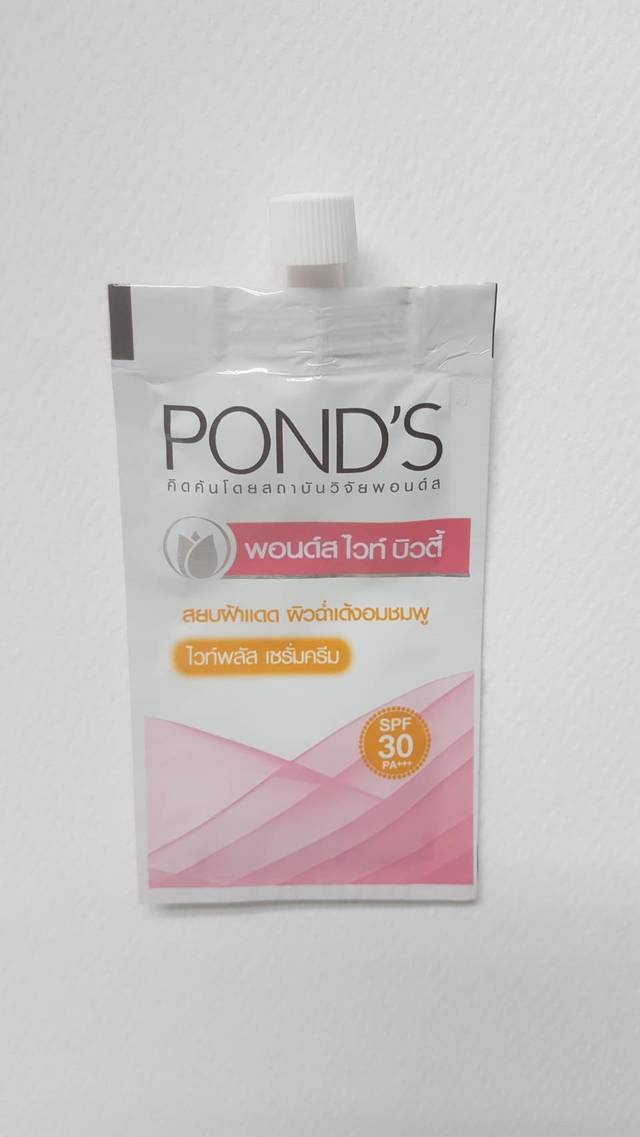 POND'S
คิดค้นโดยสถาบันวิจัยพอนด์ส
พอนด์ส ไวท์ บิวตี้
สยบฝ้าแดด ผิวฉ่ำเด้งอมชมพู
ไวท์พลัส เซรั่มครีม
SPF
30
PA+++